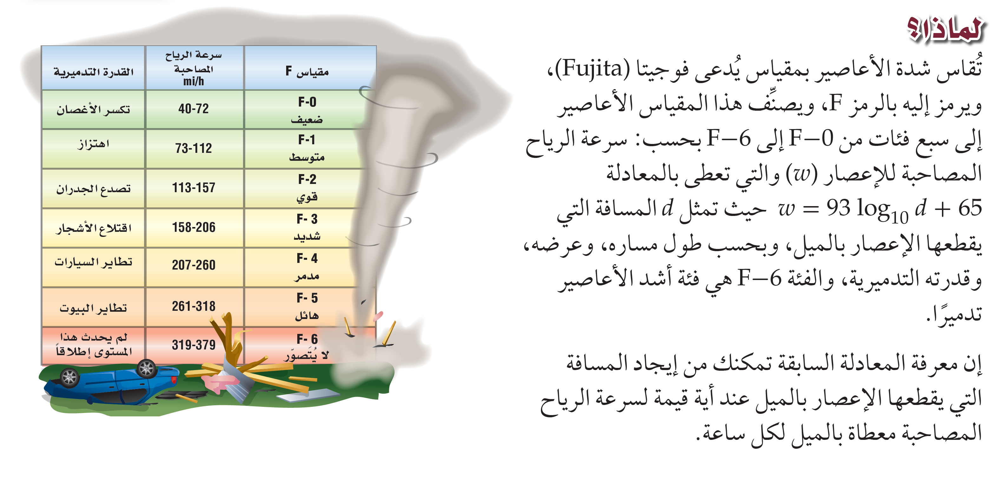 لماذا؟
تُقاس شدة الأعاصير بمقياس يُدعى فوجيتا (Fujita)،
ويرمز إليه بالرمز F، ويصنِّف هذا المقياس الأعاصير
إلى سبع فئات من F–0 إلى F–6 بحسب: سرعة الرياح
المصاحبة للإعصار (w) والتي تعطى بالمعادلة
w = 93 log₁₀ d + 65 حيث تمثل d المسافة التي
يقطعها الإعصار بالميل، وبحسب طول مساره، وعرضه،
وقدرته التدميرية، والفئة F–6 هي فئة أشد الأعاصير
تدميرًا.
إن معرفة المعادلة السابقة تمكنك من إيجاد المسافة
التي يقطعها الإعصار بالميل عند أية قيمة لسرعة الرياح
المصاحبة معطاة بالميل لكل ساعة.
مقياس F
سرعة الرياح
المصاحبة
mi/h
القدرة التدميرية
F-0
ضعيف
40-72
تكسر الأغصان
F-1
متوسط
73-112
اهتزاز
F-2
قوي
113-157
تصدع الجدران
F- 3
شديد
158-206
اقتلاع الأشجار
F- 4
مدمر
207-260
تطاير السيارات
F- 5
هائل
261-318
تطاير البيوت
F- 6
لا يُتَصوّر
319-379
لم يحدث هذا
المستوى إطلاقاً